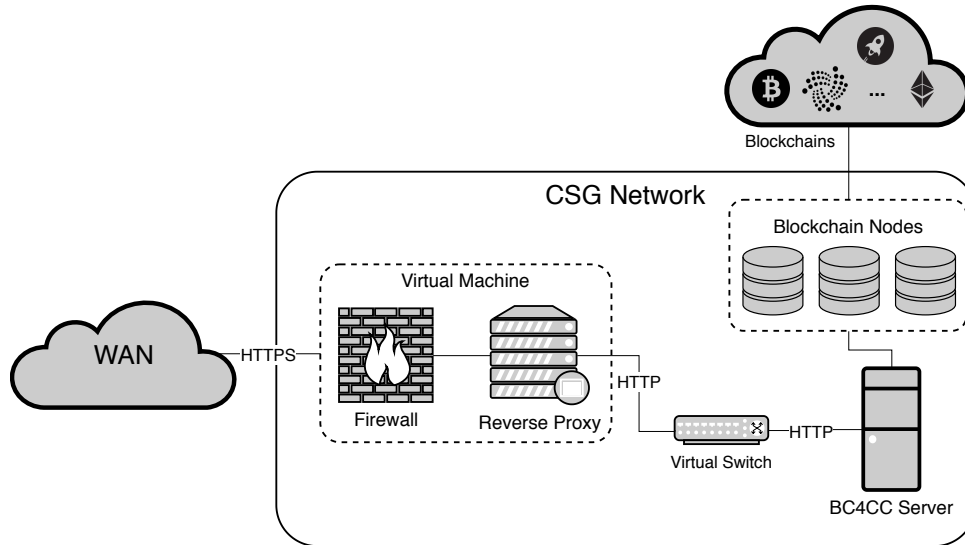 ...
Blockchains
CSG Network
Blockchain Nodes
Virtual Machine
WAN
HTTPS
HTTP
Firewall
Reverse Proxy
HTTP
Virtual Switch
BC4CC Server